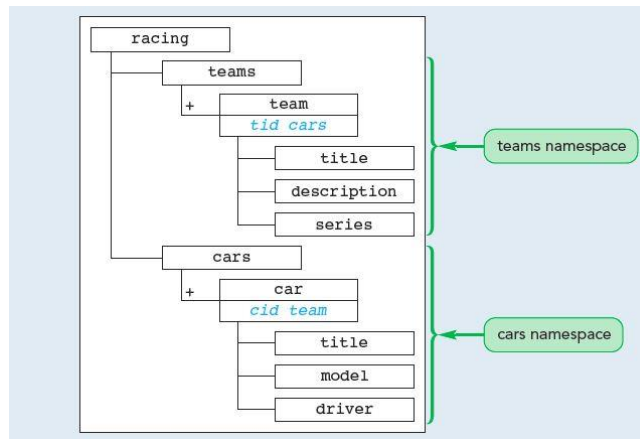 racing
teams
+
team
tid cars
title
description
series
teams namespace
cars
+
car
cid team
title
model
driver
cars namespace